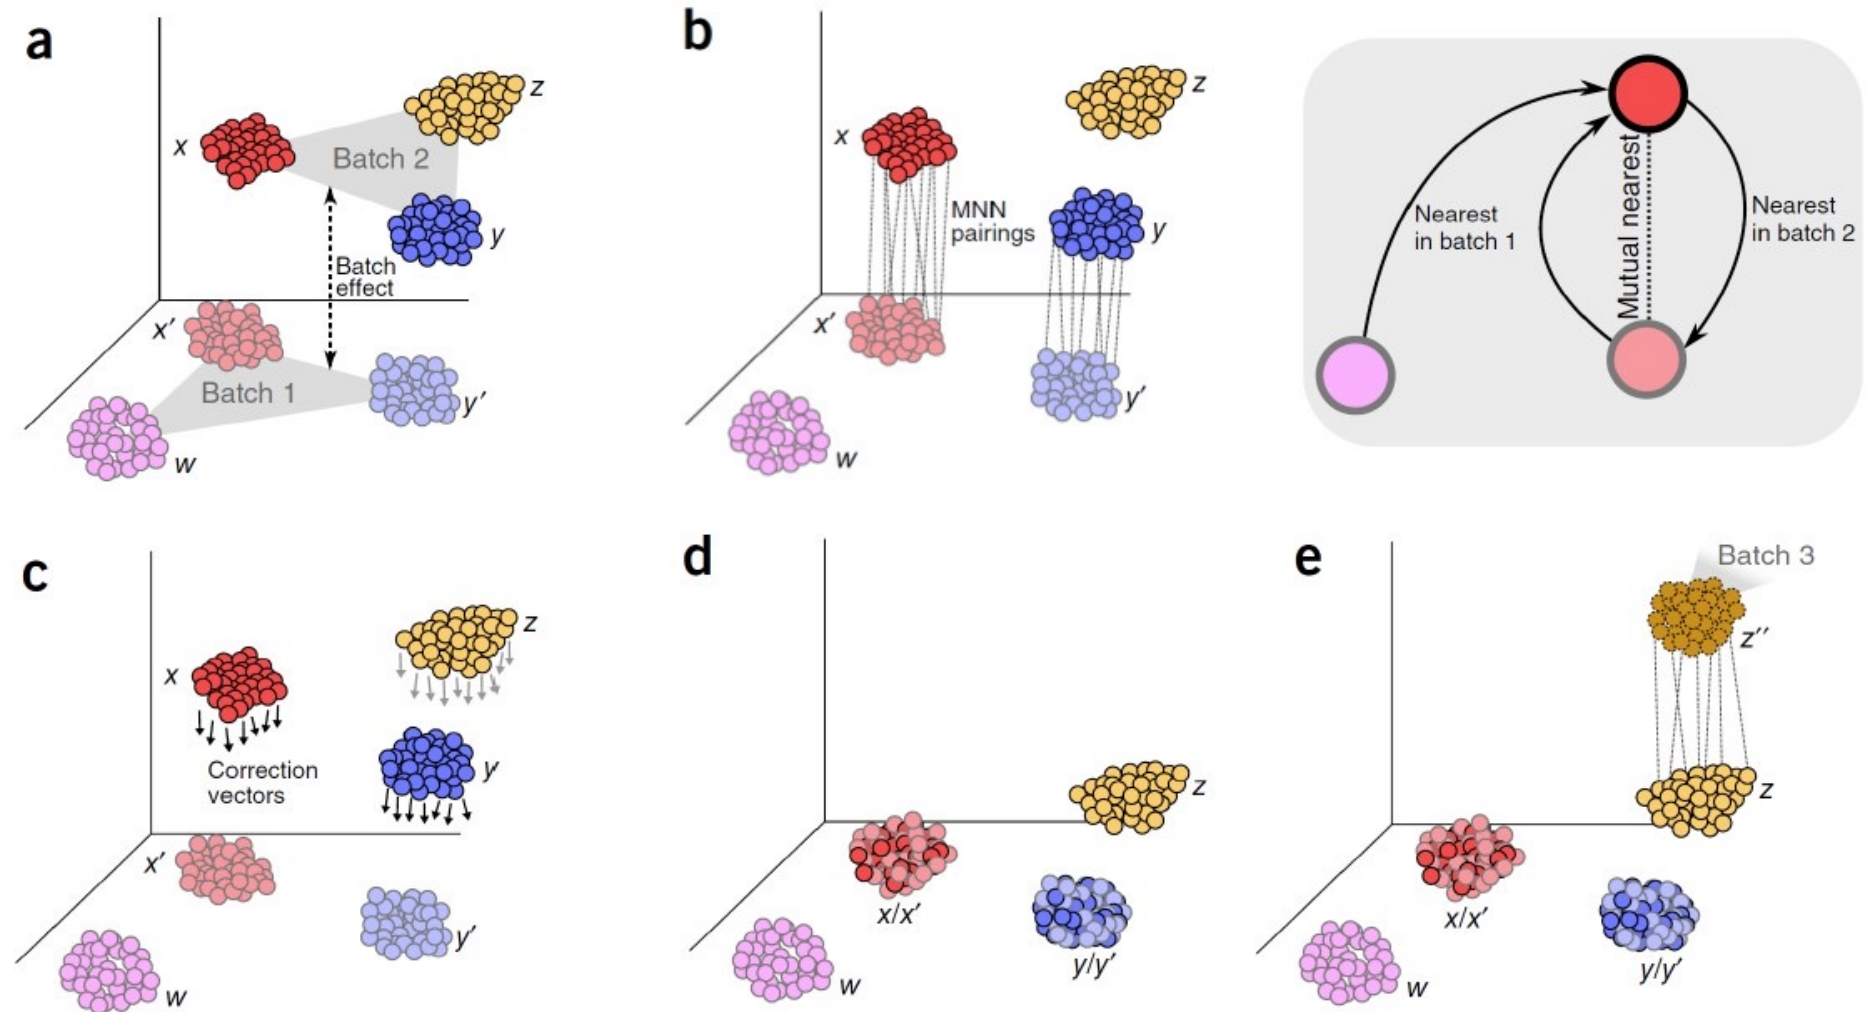 a
z
x
Batch 2
y
Batch
effect
x′
Batch 1
y′
w
b
z
x
MNN
pairings
y
x′
y′
w
Nearest
in batch 1
Mutual nearest
Nearest
in batch 2
c
z
x
y
Correction
vectors
x′
y′
w
d
z
x/x′
y/y′
w
e
Batch 3
z′′
z
x/x′
y/y′
w